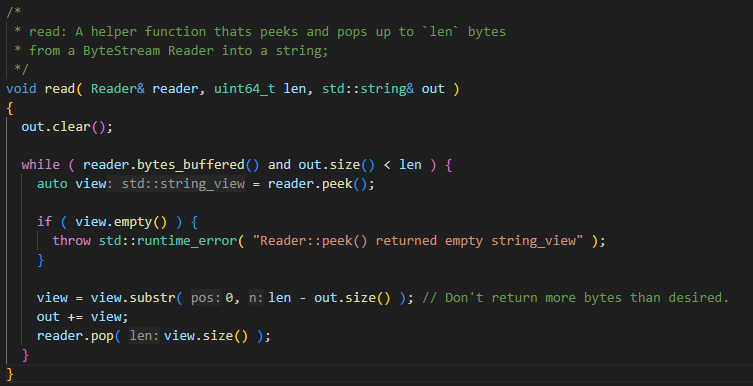 /*
 * read: A helper function thats peeks and pops up to `len` bytes
 * from a ByteStream Reader into a string;
 */
void read( Reader& reader, uint64_t len, std::string& out )
{
  out.clear();

  while ( reader.bytes_buffered() and out.size() < len ) {
    auto view: std::string_view = reader.peek();

    if ( view.empty() ) {
      throw std::runtime_error( "Reader::peek() returned empty string_view" );
    }

    view = view.substr( pos: 0, n: len - out.size() ); // Don't return more bytes than desired.
    out += view;
    reader.pop( len: view.size() );
  }
}